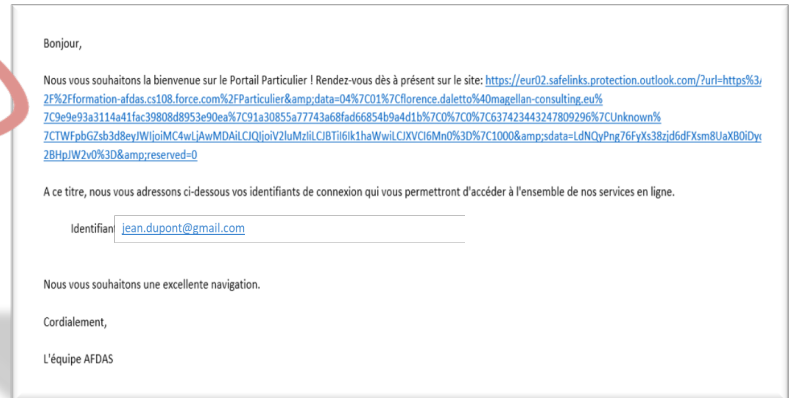 Bonjour,
Nous vous souhaitons la bienvenue sur le Portail Particulier ! Rendez-vous dès à présent sur le site: https://eur02.safelinks.protection.outlook.com/?url=https%3
2F%2Fformation-afdas.cs108.force.com%2FParticulier&amp;data=04%7C01%7Cflorence.daletto%40magellan-consulting.eu%
7C9e9e93a3114a41fac39808d8953e90ea%7C91a30855a77743a68fad66854b9a4d1b%7C0%7C0%7C637423443247809296%7CUnknown%
7CTWFpbGZsb3d8eyJWIjoiMC4wLjAwMDAiLCJQIjoiV2luMzIiLCJBTiI6Ik1haWwiLCJXVCI6Mn0%3D%7C1000&amp;sdata=LdNQyPng76FyXs38zjd6dFXsm8UaXB0iDy
2BHpJW2v0%3D&amp;reserved=0
A ce titre, nous vous adressons ci-dessous vos identifiants de connexion qui vous permettront d'accéder à l'ensemble de nos services en ligne.
Identifian jean.dupont@gmail.com
Nous vous souhaitons une excellente navigation.
Cordialement,
L'équipe AFDAS